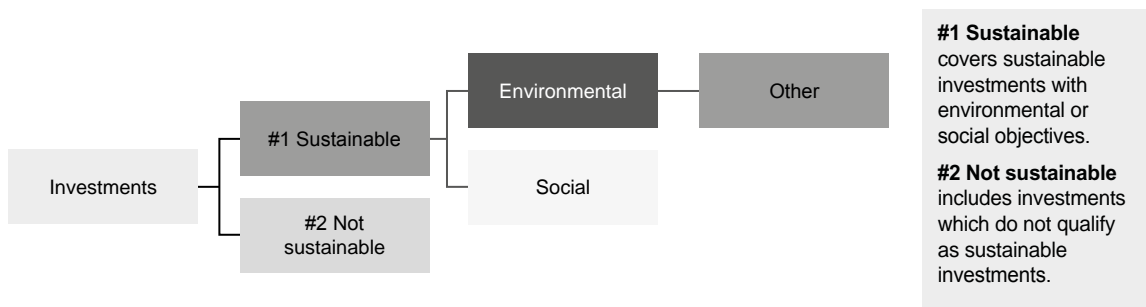 Investments
#1 Sustainable
#2 Not
sustainable
Environmental
Social
Other
#1 Sustainable
covers sustainable
investments with
environmental or
social objectives.
#2 Not sustainable
includes investments
which do not qualify
as sustainable
investments.